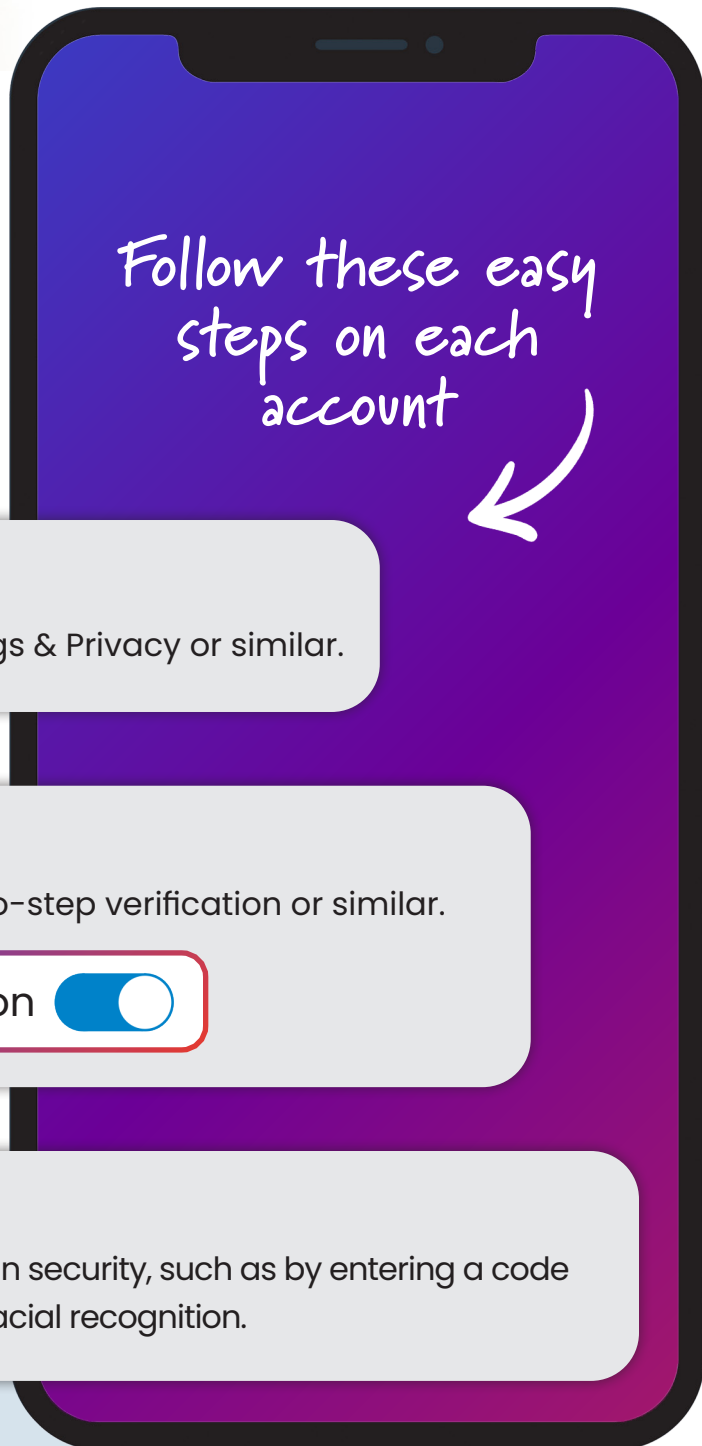 Follow these easy
steps on each
account
gs & Privacy or similar.
o-step verification or similar.
on
n security, such as by entering a code
acial recognition.